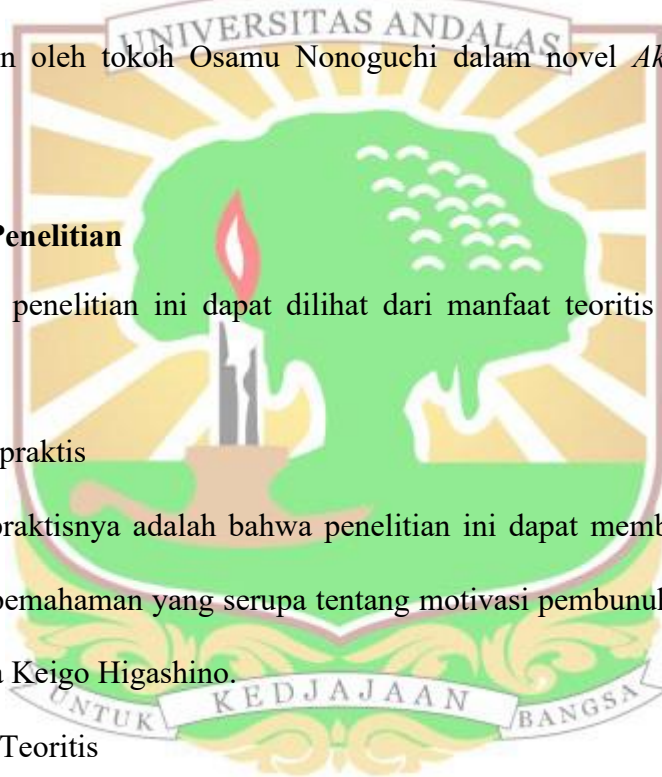 UNIVERSITAS ANDALAS
n oleh tokoh Osamu Nonoguchi dalam novel Ak
Penelitian
penelitian ini dapat dilihat dari manfaat teoritis
praktis
praktisnya adalah bahwa penelitian ini dapat memb
pemahaman yang serupa tentang motivasi pembunu
Keigo Higashino.
UNTUK KEDJAJAAN BANGSA
Teoritis